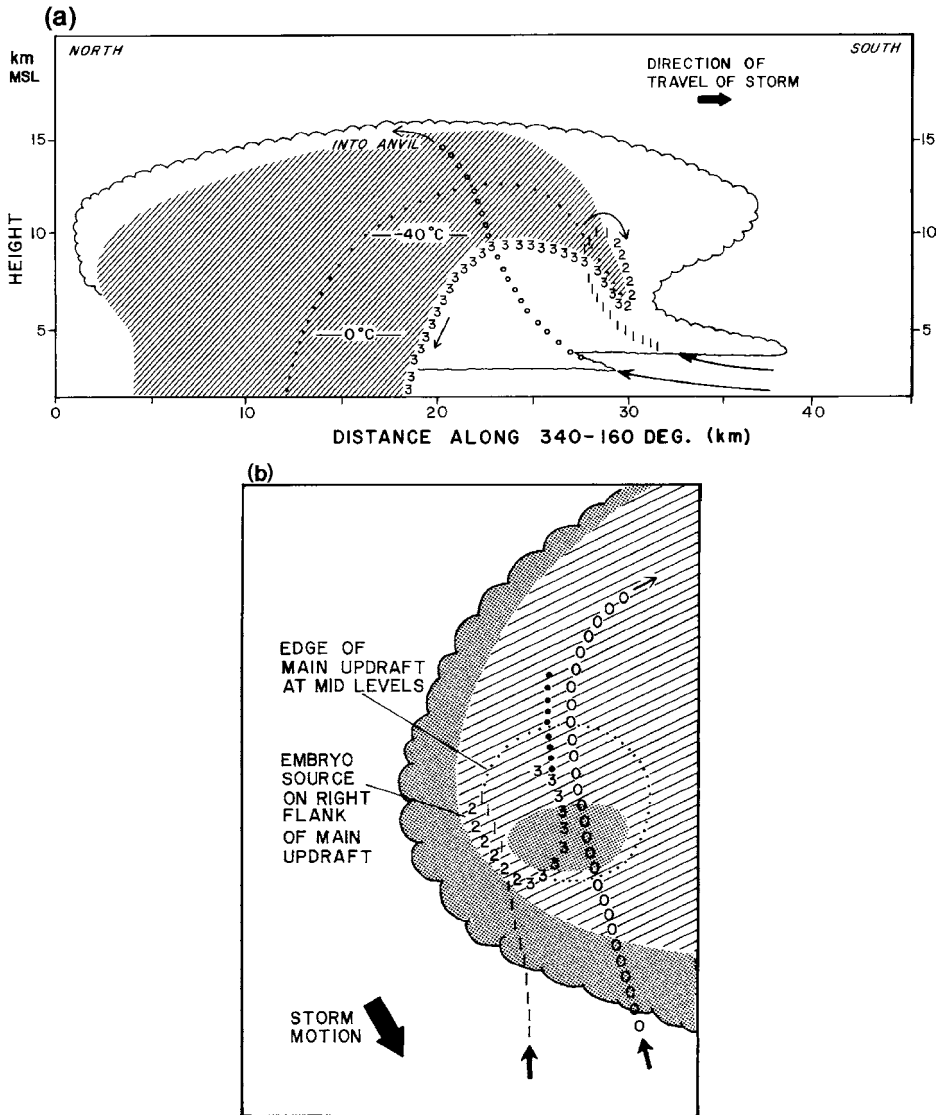 (a)
km
MSL
NORTH
SOUTH
DIRECTION OF
TRAVEL OF STORM
15
15
INTO ANVIL
HEIGHT
10
-40°C
10
5
0°C
5
0
10
20
30
40
DISTANCE ALONG 340-160 DEG. (km)
(b)
EDGE OF
MAIN UPDRAFT
AT MID LEVELS
EMBRYO
SOURCE
ON RIGHT
FLANK
OF MAIN
UPDRAFT
STORM
MOTION